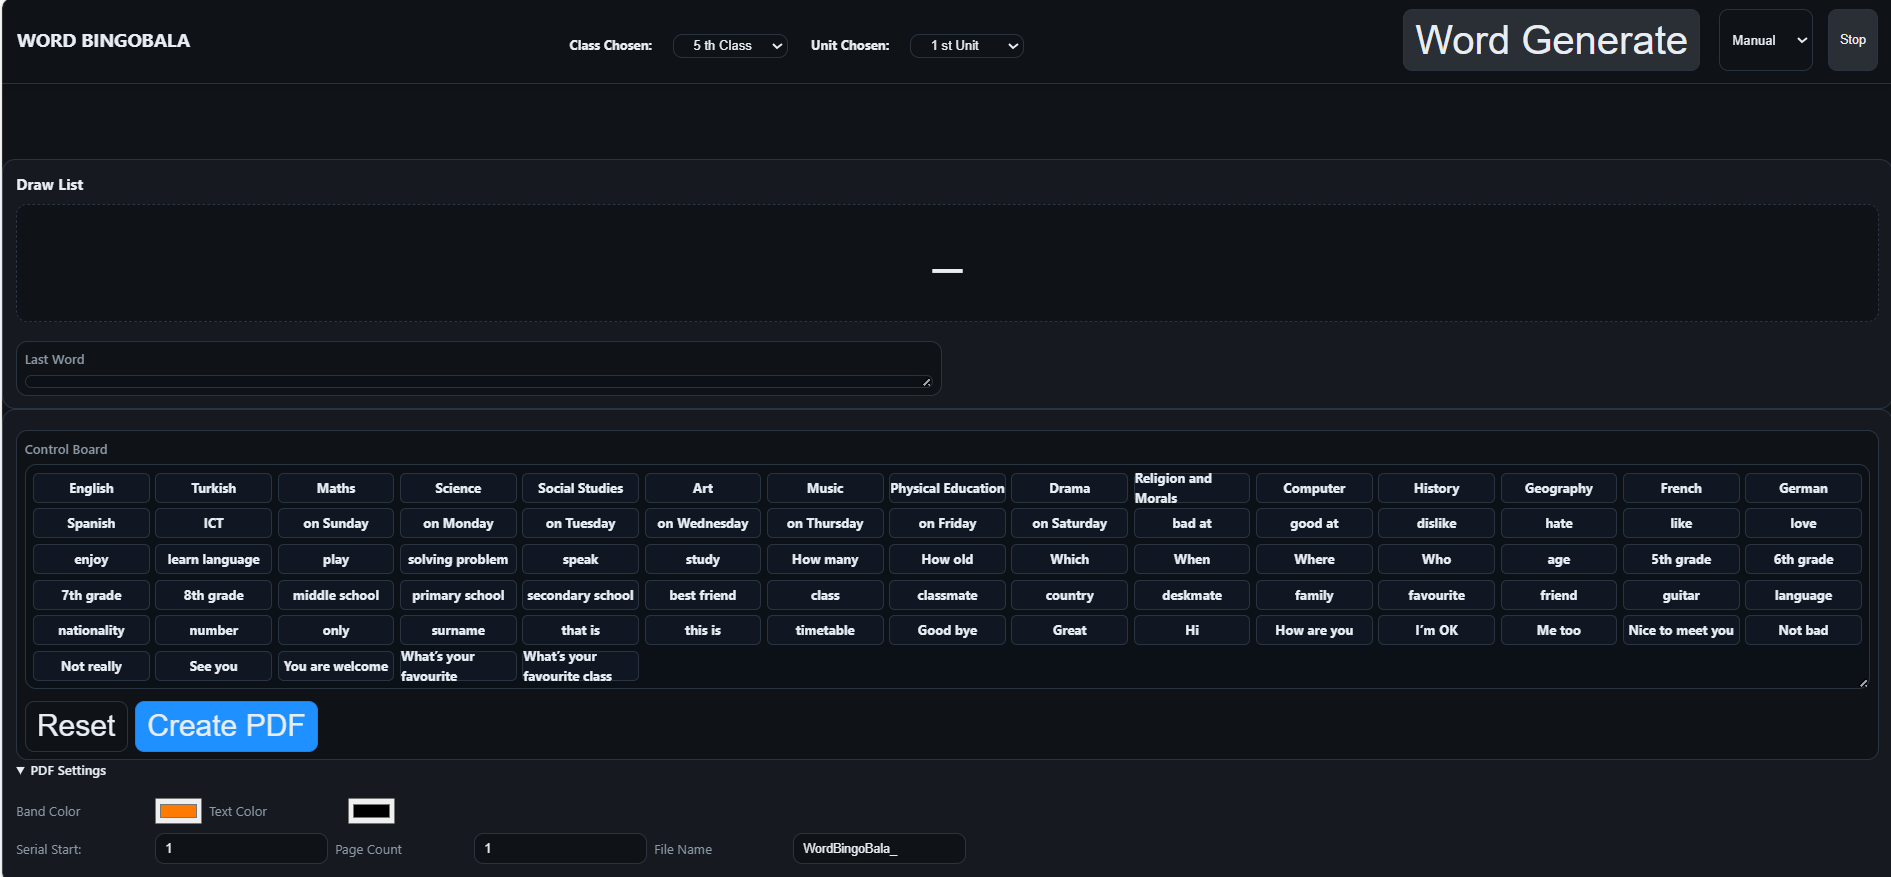 WORD BINGOBALA Class Chosen: 5 th Class Unit Chosen: 1 st Unit Word Generate Manual Stop
Draw List
—
Last Word
Control Board
English Turkish Maths Science Social Studies Art Music Physical Education Drama Religion and Morals Computer History Geography French German
Spanish ICT on Sunday on Monday on Tuesday on Wednesday on Thursday on Friday on Saturday bad at good at dislike hate like love
enjoy learn language play solving problem speak study How many How old Which When Where Who age 5th grade 6th grade
7th grade 8th grade middle school primary school secondary school best friend class classmate country deskmate family favourite friend guitar language
nationality number only surname that is this is timetable Good bye Great Hi How are you I’m OK Me too Nice to meet you Not bad
Not really See you You are welcome What’s your favourite What’s your favourite class
Reset Create PDF
▼ PDF Settings
Band Color Text Color
Serial Start: 1 Page Count 1 File Name WordBingoBala_